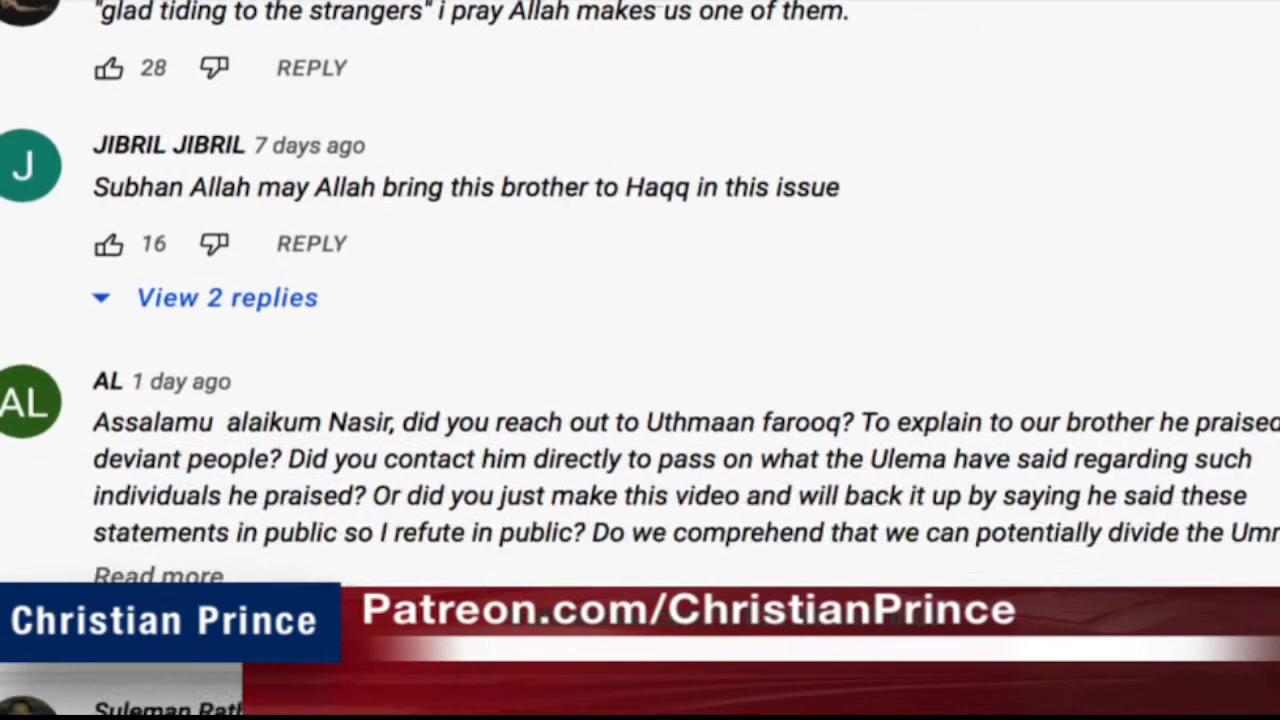 "glad tiding to the strangers" i pray Allah makes us one of them.
28 REPLY
J
JIBRIL JIBRIL 7 days ago
Subhan Allah may Allah bring this brother to Haqq in this issue
16 REPLY
View 2 replies
AL
AL 1 day ago
Assalamu alaikum Nasir, did you reach out to Uthmaan farooq? To explain to our brother he praised
deviant people? Did you contact him directly to pass on what the Ulema have said regarding such
individuals he praised? Or did you just make this video and will back it up by saying he said these
statements in public so I refute in public? Do we comprehend that we can potentially divide the Umm
Read more
Christian Prince
Patreon.com/ChristianPrince
Suleman